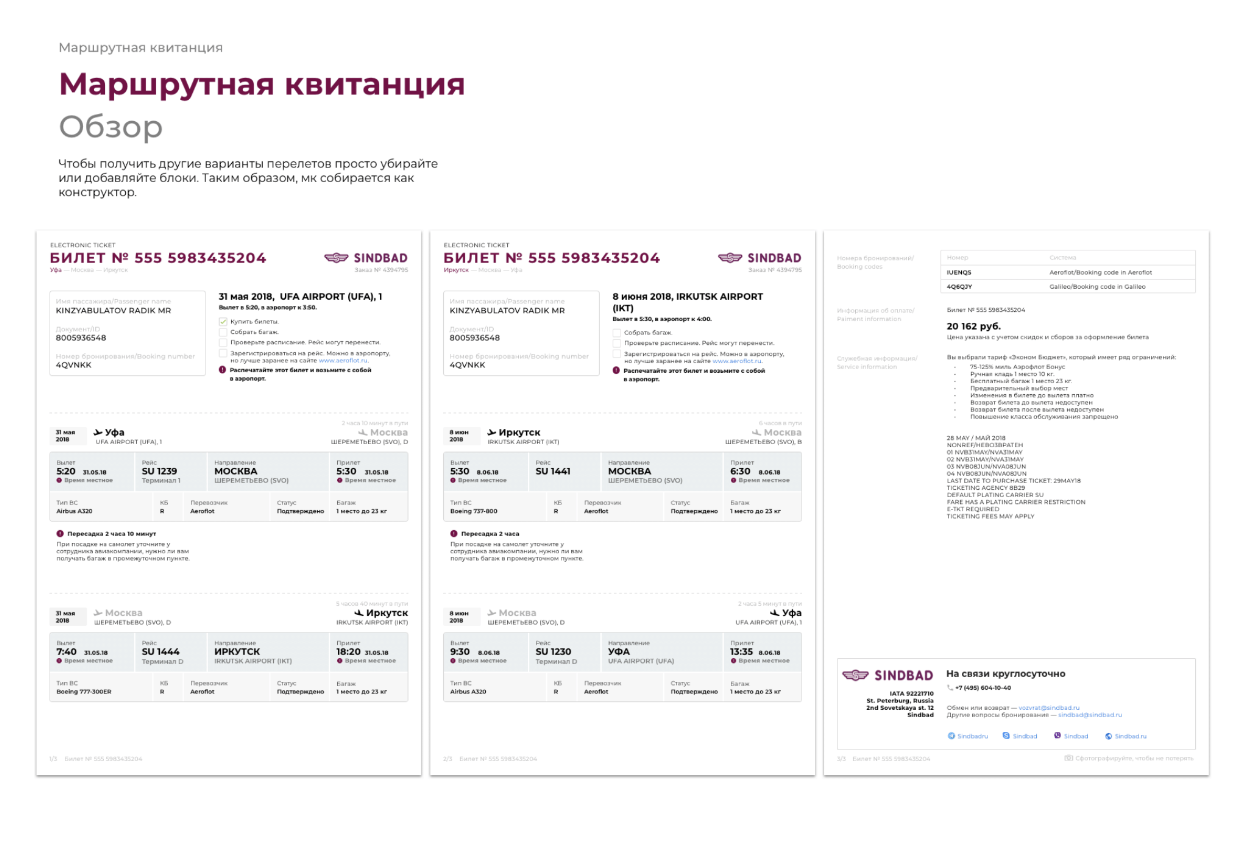 Маршрутная квитанция
Маршрутная квитанция
Обзор
Чтобы получить другие варианты перелетов просто убирайте
или добавляйте блоки. Таким образом, мк собирается как
конструктор.
ELECTRONIC TICKET
БИЛЕТ № 555 5983435204
SINDBAD
Уфа — Москва — Иркутск
Заказ № 4394795
Имя пассажира/Passenger name
KINZYABULATOV RADIK MR
Документ/ID
8005936548
Номер бронирования/Booking number
4QVNKK
31 мая 2018, UFA AIRPORT (UFA), 1
Вылет в 5:20, в аэропорт к 3:50.
Купить билеты.
Собрать багаж.
Проверьте расписание. Рейс могут перенести.
Зарегистрироваться на рейс. Можно в аэропорту,
но лучше заранее на сайте www.aeroflot.ru.
Распечатайте этот билет и возьмите с собой
в аэропорт.
2 часа 10 минут в пути
31 мая
2018
Уфа
UFA AIRPORT (UFA), 1
Москва
ШЕРЕМЕТЬЕВО (SVO), D
Вылет Рейс Направление Прилет
5:20 31.05.18 SU 1239 МОСКВА 5:30 31.05.18
Время местное Терминал 1 ШЕРЕМЕТЬЕВО (SVO) Время местное
Тип ВС КБ Перевозчик Статус Багаж
Airbus A320 R Aeroflot Подтверждено 1 место до 23 кг
Пересадка 2 часа 10 минут
При посадке на самолет уточните у
сотрудника авиакомпании, нужно ли вам
получать багаж в промежуточном пункте.
5 часов 40 минут в пути
31 мая
2018
Москва
ШЕРЕМЕТЬЕВО (SVO), D
Иркутск
IRKUTSK AIRPORT (IKT)
Вылет Рейс Направление Прилет
7:40 31.05.18 SU 1444 ИРКУТСК 18:20 31.05.18
Время местное Терминал D IRKUTSK AIRPORT (IKT) Время местное
Тип ВС КБ Перевозчик Статус Багаж
Boeing 777-300ER R Aeroflot Подтверждено 1 место до 23 кг
1/3 Билет № 555 5983435204
ELECTRONIC TICKET
БИЛЕТ № 555 5983435204
SINDBAD
Иркутск — Москва — Уфа
Заказ № 4394795
Имя пассажира/Passenger name
KINZYABULATOV RADIK MR
Документ/ID
8005936548
Номер бронирования/Booking number
4QVNKK
8 июня 2018, IRKUTSK AIRPORT
(IKT)
Вылет в 5:30, в аэропорт к 4:00.
Собрать багаж
Проверьте расписание. Рейс могут перенести.
Зарегистрироваться на рейс. Можно в аэропорту,
но лучше заранее на сайте www.aeroflot.ru.
Распечатайте этот билет и возьмите с собой
в аэропорт.
6 часов в пути
8 июн
2018
Иркутск
IRKUTSK AIRPORT (IKT)
Москва
ШЕРЕМЕТЬЕВО (SVO), B
Вылет Рейс Направление Прилет
5:30 8.06.18 SU 1441 МОСКВА 6:30 8.06.18
Время местное ШЕРЕМЕТЬЕВО (SVO) Время местное
Тип ВС КБ Перевозчик Статус Багаж
Boeing 737-800 R Aeroflot Подтверждено 1 место до 23 кг
Пересадка 2 часа
При посадке на самолет уточните у
сотрудника авиакомпании, нужно ли вам
получать багаж в промежуточном пункте.
2 часа 5 минут в пути
8 июн
2018
Москва
ШЕРЕМЕТЬЕВО (SVO), D
Уфа
UFA AIRPORT (UFA), 1
Вылет Рейс Направление Прилет
9:30 8.06.18 SU 1230 УФА 13:35 8.06.18
Время местное Терминал D UFA AIRPORT (UFA) Время местное
Тип ВС КБ Перевозчик Статус Багаж
Airbus A320 R Aeroflot Подтверждено 1 место до 23 кг
2/3 Билет № 555 5983435204
Номера бронирования/
Booking codes
Номер Система
IUENQS Aeroflot/Booking code in Aeroflot
4Q6QJY Galileo/Booking code in Galileo
Информация об оплате/
Paiment information
Билет № 555 5983435204
20 162 руб.
Цена указана с учетом скидок и сборов за оформление билета
Служебная информация/
Service information
Вы выбрали тариф «Эконом Бюджет», который имеет ряд ограничений:
- 75-125% миль Аэрофлот Бонус
- Ручная кладь 1 место 10 кг.
- Бесплатный багаж 1 место 23 кг.
- Предварительный выбор мест
- Изменения в билете до вылета платно
- Возврат билета до вылета недоступен
- Возврат билета после вылета недоступен
- Повышение класса обслуживания запрещено
28 MAY / МАЙ 2018
NONREF/НЕВОЗВРАТЕН
01 NVB31MAY/NVA31MAY
02 NVB31MAY/NVA31MAY
03 NVB08JUN/NVA08JUN
04 NVB08JUN/NVA08JUN
LAST DATE TO PURCHASE TICKET: 29MAY18
TICKETING AGENCY 8B29
DEFAULT PLATING CARRIER SU
FARE HAS A PLATING CARRIER RESTRICTION
E-TKT REQUIRED
TICKETING FEES MAY APPLY
SINDBAD
IATA 92221710
St. Peterburg, Russia
2nd Sovetskaya st. 12
Sindbad
На связи круглосуточно
+7 (495) 604-10-40
Обмен или возврат — vozvrat@sindbad.ru
Другие вопросы бронирования — sindbad@sindbad.ru
Sindbadru Sindbad Sindbad Sindbad.ru
3/3 Билет № 555 5983435204
Сфотографируйте, чтобы не потерять.